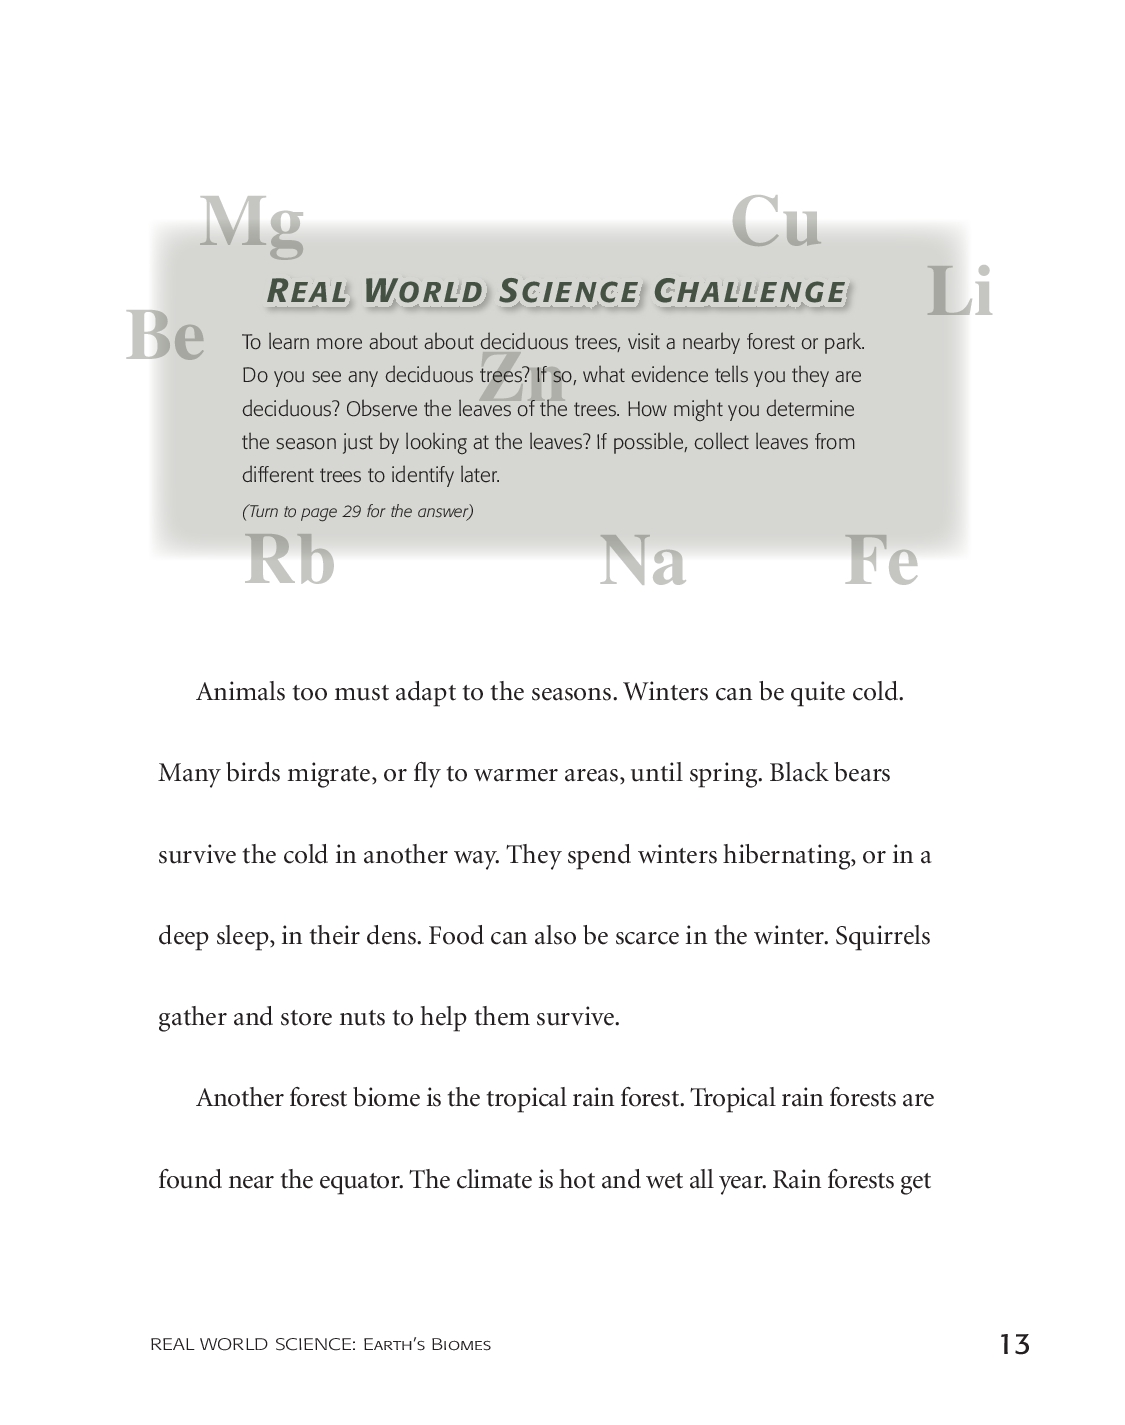 Mg
Cu
Li
Be
Zn
REAL WORLD SCIENCE CHALLENGE
To learn more about about deciduous trees, visit a nearby forest or park.
Do you see any deciduous trees? If so, what evidence tells you they are
deciduous? Observe the leaves of the trees. How might you determine
the season just by looking at the leaves? If possible, collect leaves from
different trees to identify later.
(Turn to page 29 for the answer)
Rb
Na
Fe
Animals too must adapt to the seasons. Winters can be quite cold.
Many birds migrate, or fly to warmer areas, until spring. Black bears
survive the cold in another way. They spend winters hibernating, or in a
deep sleep, in their dens. Food can also be scarce in the winter. Squirrels
gather and store nuts to help them survive.
Another forest biome is the tropical rain forest. Tropical rain forests are
found near the equator. The climate is hot and wet all year. Rain forests get
REAL WORLD SCIENCE: EARTH'S BIOMES
13